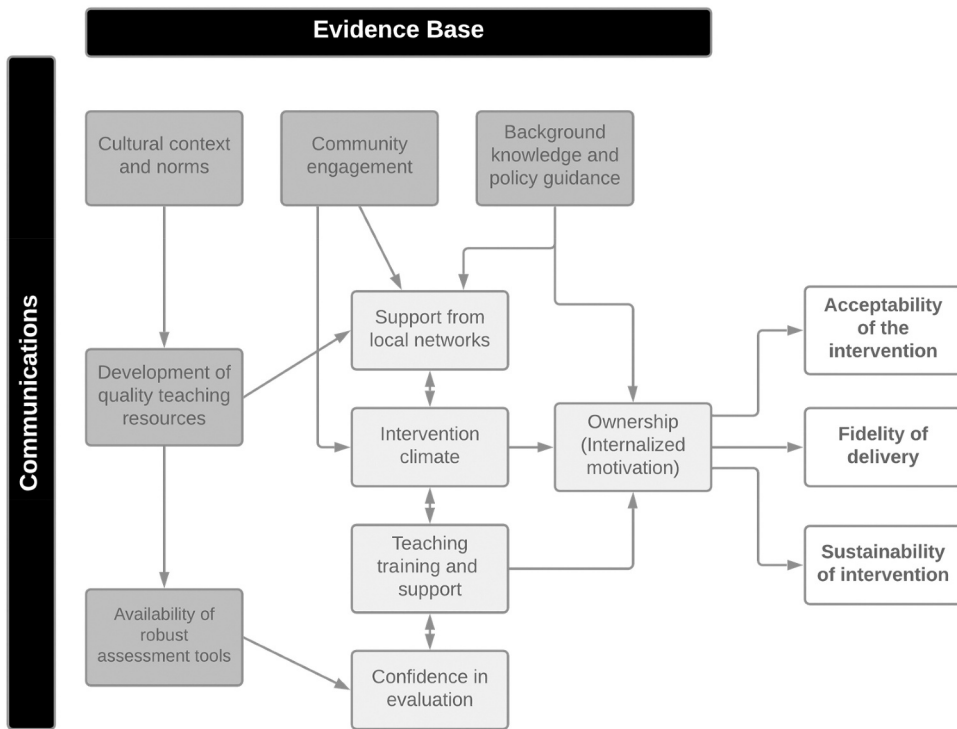 Evidence Base
Communications
Cultural context
and norms
Community
engagement
Background
knowledge and
policy guidance
Support from
local networks
Acceptability
of the
intervention
Development of
quality teaching
resources
Intervention
climate
Ownership
(Internalized
motivation)
Fidelity of
delivery
Teaching
training and
support
Sustainability
of intervention
Availability of
robust
assessment tools
Confidence in
evaluation